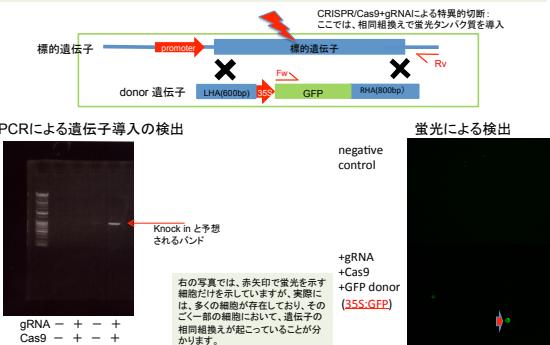 CRISPR/Cas9+gRNAによる特異的切断:
ここでは、相同組換えで蛍光タンパク質を導入
標的遺伝子
promoter
標的遺伝子
Rv
Fw
donor 遺伝子
LHA(600bp)
35S
GFP
RHA(800bp)
PCRによる遺伝子導入の検出
蛍光による検出
negative
control
Knock in と予想
されるバンド
+gRNA
+Cas9
+GFP donor
(35S:GFP)
右の写真では、赤矢印で蛍光を示す
細胞だけを示していますが、実際に
は、多くの細胞が存在しており、その
ごく一部の細胞において、遺伝子の
相同組換えが起こっていることが分
かります。
gRNA － ＋ － ＋
Cas9 － ＋ － ＋